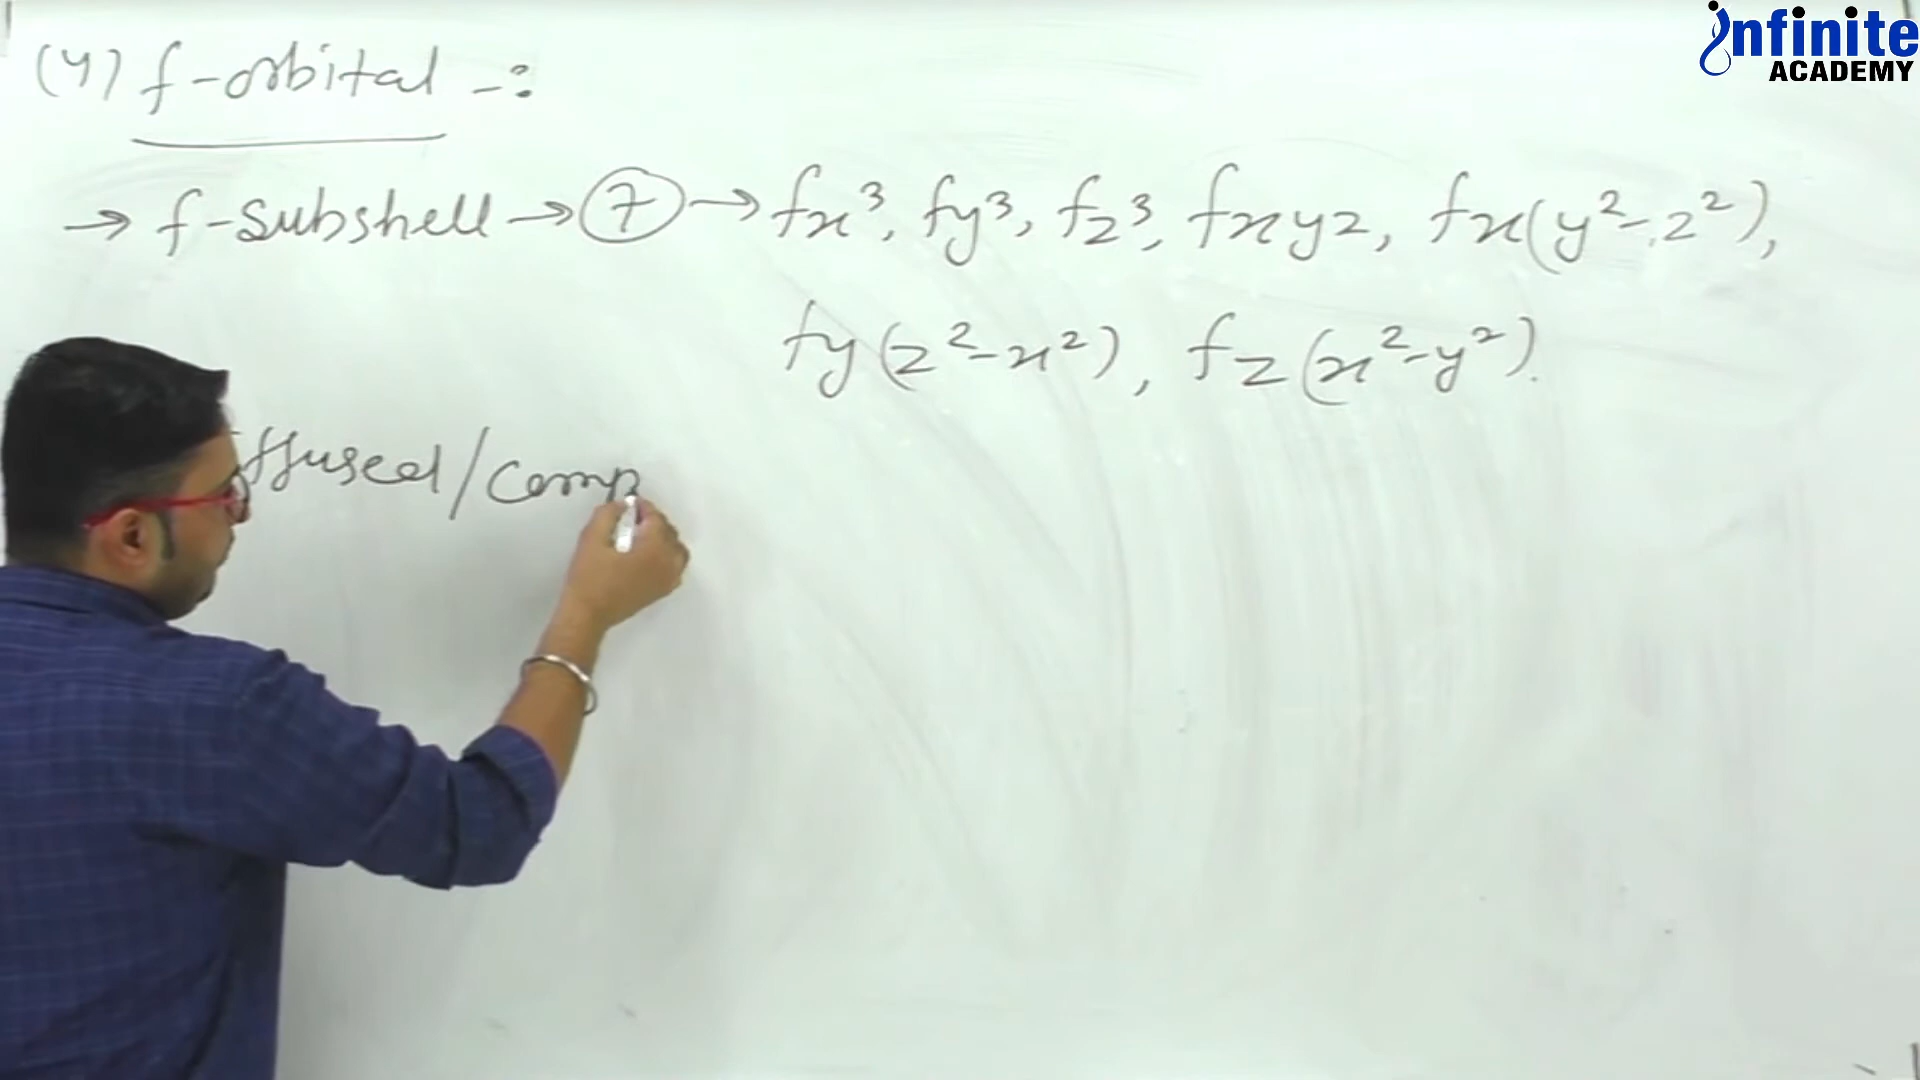 infinite
ACADEMY
(4) f-orbital -:
→ f-subshell → 7 → fx³, fy³, fz³, fxyz, fx(y²-z²),
fy(z²-x²), fz(x²-y²).
ffused/comp